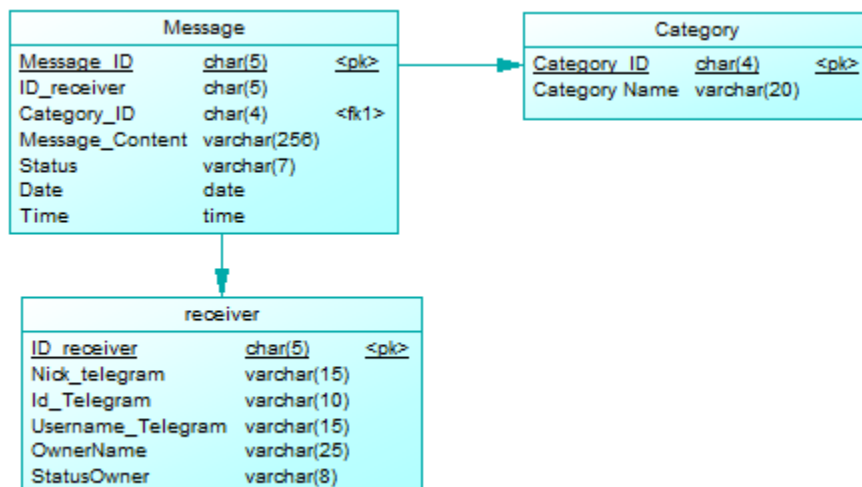 Message
Message_ID char(5) <pk>
ID_receiver char(5)
Category_ID char(4) <fk1>
Message_Content varchar(256)
Status varchar(7)
Date date
Time time
Category
Category_ID char(4) <pk>
Category Name varchar(20)
receiver
ID_receiver char(5) <pk>
Nick_telegram varchar(15)
Id_Telegram varchar(10)
Username_Telegram varchar(15)
OwnerName varchar(25)
StatusOwner varchar(8)